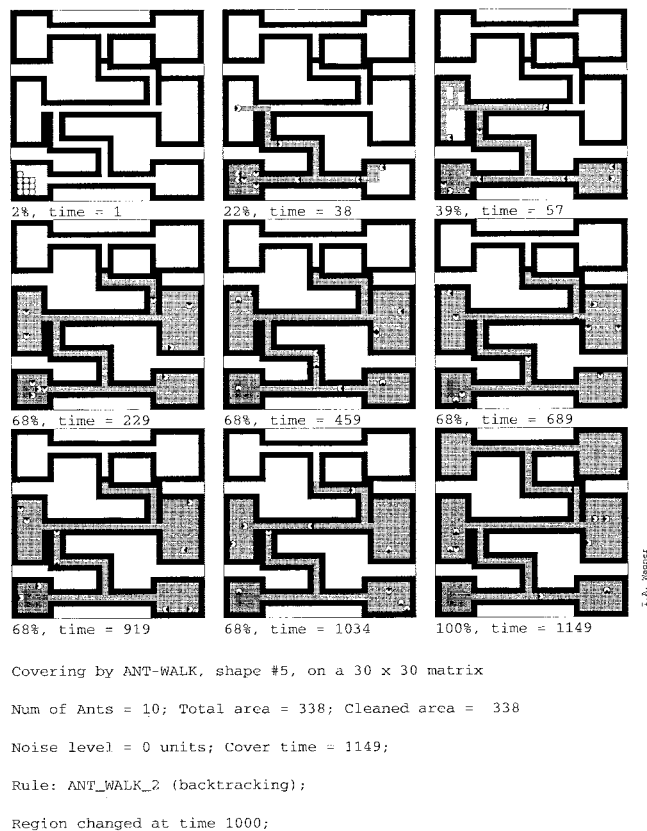 2%, time = 1
22%, time = 38
39%, time = 57
68%, time = 229
68%, time = 459
68%, time = 689
68%, time = 919
68%, time = 1034
100%, time = 1149
I.A. Wagner
Covering by ANT-WALK, shape #5, on a 30 x 30 matrix
Num of Ants = 10; Total area = 338; Cleaned area = 338
Noise level = 0 units; Cover time = 1149;
Rule: ANT_WALK_2 (backtracking);
Region changed at time 1000;